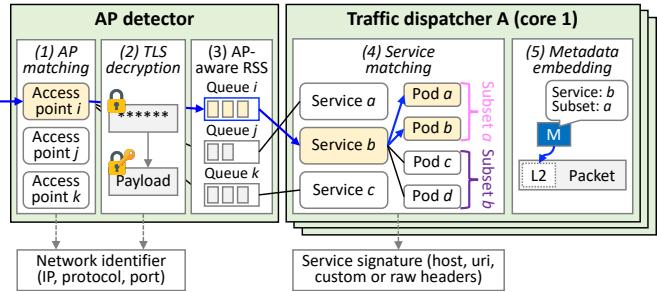 AP detector
(1) AP
matching
Access
point i
Access
point j
Access
point k
(2) TLS
decryption
******
Payload
(3) AP-
aware RSS
Queue i
Queue j
Queue k
Traffic dispatcher A (core 1)
(4) Service
matching
Service a
Service b
Service c
Pod a
Pod b
Pod c
Pod d
Subset a
Subset b
(5) Metadata
embedding
Service: b
Subset: a
M
L2 Packet
Network identifier
(IP, protocol, port)
Service signature (host, uri,
custom or raw headers)